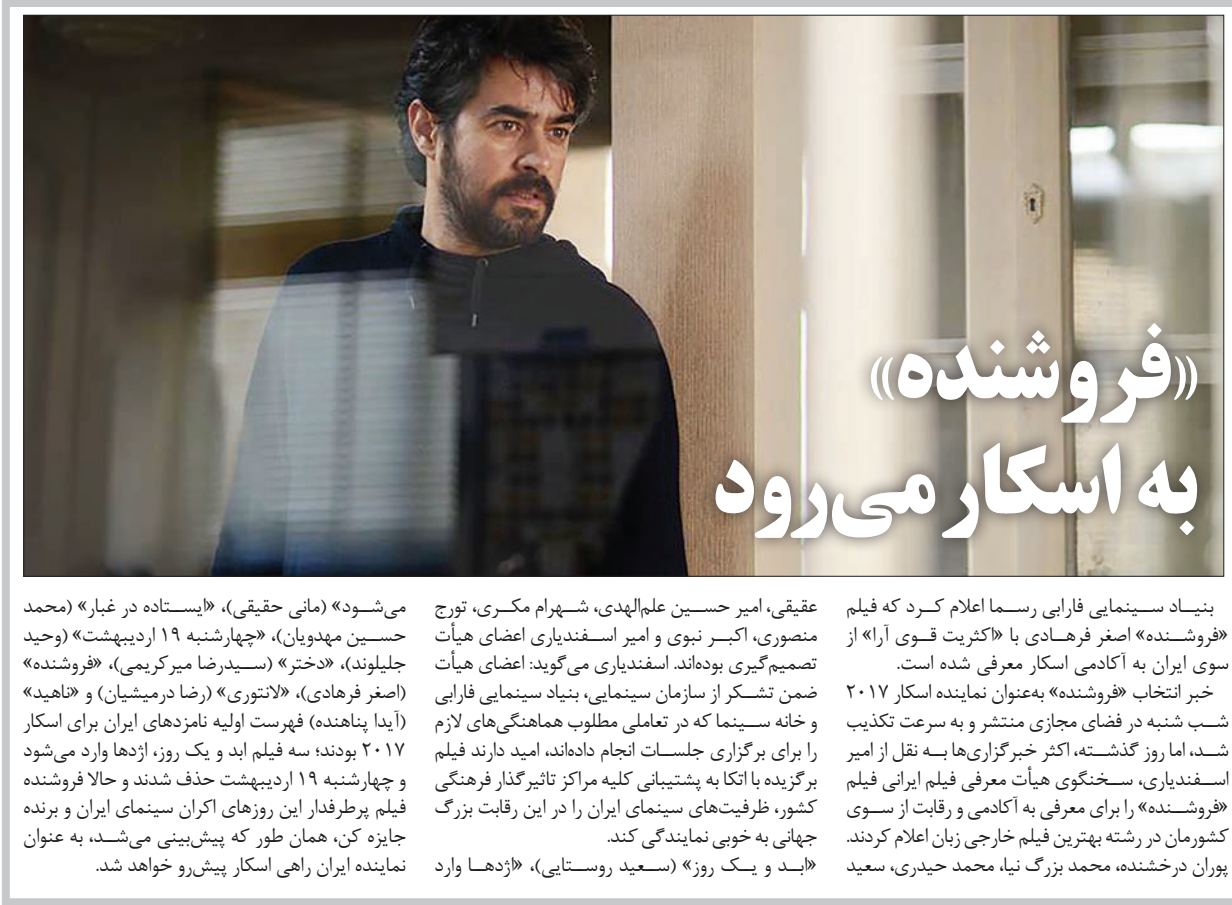 «فروشنده»
به اسکار می‌رود
بنیاد سینمایی فارابی رسما اعلام کرد که فیلم
«فروشنده» اصغر فرهادی با «اکثریت قوی آرا» از
سوی ایران به آکادمی اسکار معرفی شده است.
خبر انتخاب «فروشنده» به‌عنوان نماینده اسکار ۲۰۱۷
شب شنبه در فضای مجازی منتشر و به سرعت تکذیب
شد، اما روز گذشته، اکثر خبرگزاری‌ها به نقل از امیر
اسفندیاری، سخنگوی هیأت معرفی فیلم ایرانی فیلم
«فروشنده» را برای معرفی به آکادمی و رقابت از سوی
کشورمان در رشته بهترین فیلم خارجی زبان اعلام کردند.
پوران درخشنده، محمد بزرگ نیا، محمد حیدری، سعید
عقیقی، امیر حسین علم‌الهدی، شهرام مکری، تورج
منصوری، اکبر نبوی و امیر اسفندیاری اعضای هیأت
تصمیم‌گیری بوده‌اند. اسفندیاری می‌گوید: اعضای هیأت
ضمن تشکر از سازمان سینمایی، بنیاد سینمایی فارابی
و خانه سینما که در تعاملی مطلوب هماهنگی‌های لازم
را برای برگزاری جلسات انجام داده‌اند، امید دارند فیلم
برگزیده با اتکا به پشتیبانی کلیه مراکز تاثیرگذار فرهنگی
کشور، ظرفیت‌های سینمای ایران را در این رقابت بزرگ
جهانی به خوبی نمایندگی کند.
«ابد و یک روز» (سعید روستایی)، «اژدها وارد
می‌شود» (مانی حقیقی)، «ایستاده در غبار» (محمد
حسین مهدویان)، «چهارشنبه ۱۹ اردیبهشت» (وحید
جلیلوند)، «دختر» (سیدرضا میرکریمی)، «فروشنده»
(اصغر فرهادی)، «لانتوری» (رضا درمیشیان) و «ناهید»
(آیدا پناهنده) فهرست اولیه نامزدهای ایران برای اسکار
۲۰۱۷ بودند؛ سه فیلم ابد و یک روز، اژدها وارد می‌شود
و چهارشنبه ۱۹ اردیبهشت حذف شدند و حالا فروشنده
فیلم پرطرفدار این روزهای اکران سینمای ایران و برنده
جایزه کن، همان طور که پیش‌بینی می‌شد، به عنوان
نماینده ایران راهی اسکار پیش‌رو خواهد شد.